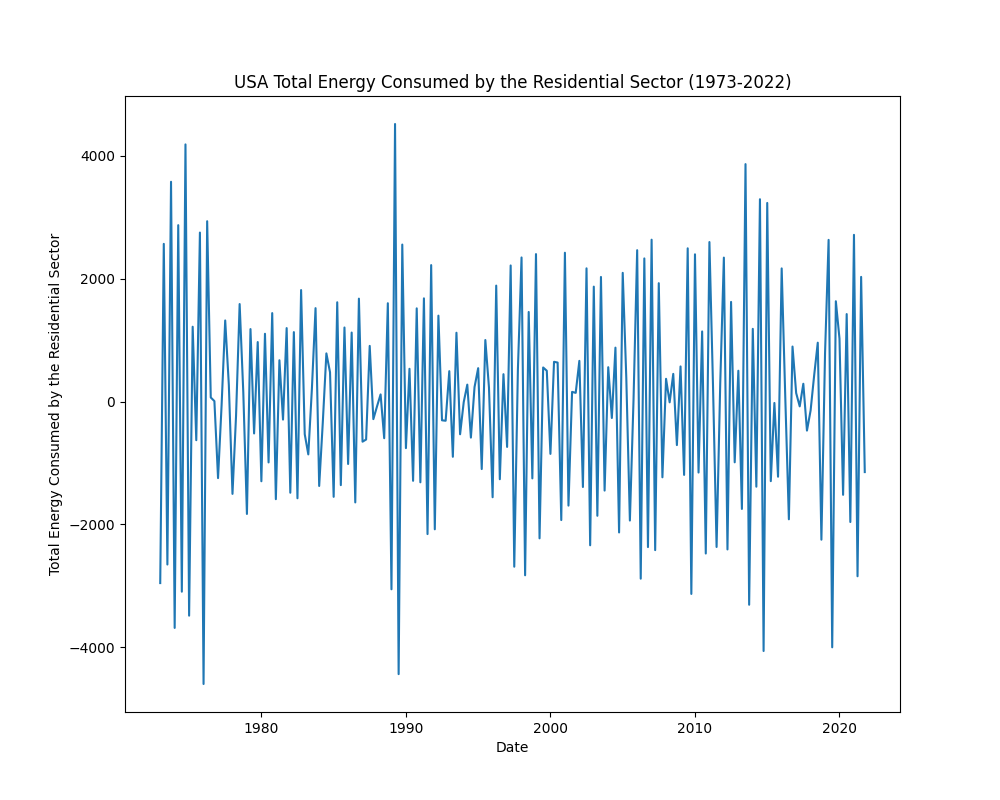 USA Total Energy Consumed by the Residential Sector (1973-2022)
Total Energy Consumed by the Residential Sector
4000
2000
0
−2000
−4000
1980 1990 2000 2010 2020
Date